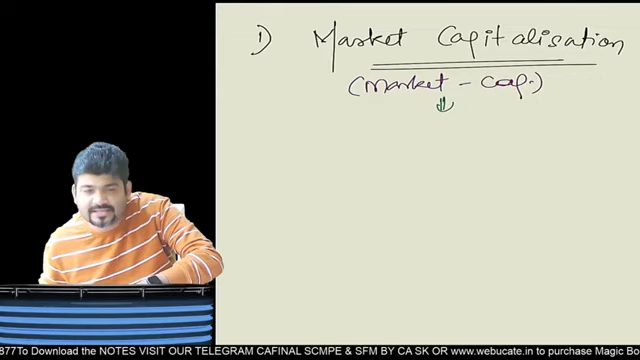 1) Market Capitalisation
(Market - Cap.)
877To Download the NOTES VISIT OUR TELEGRAM CAFINAL SCMPE & SFM BY CA SK OR www.webucate.in to purchase Magic Bo